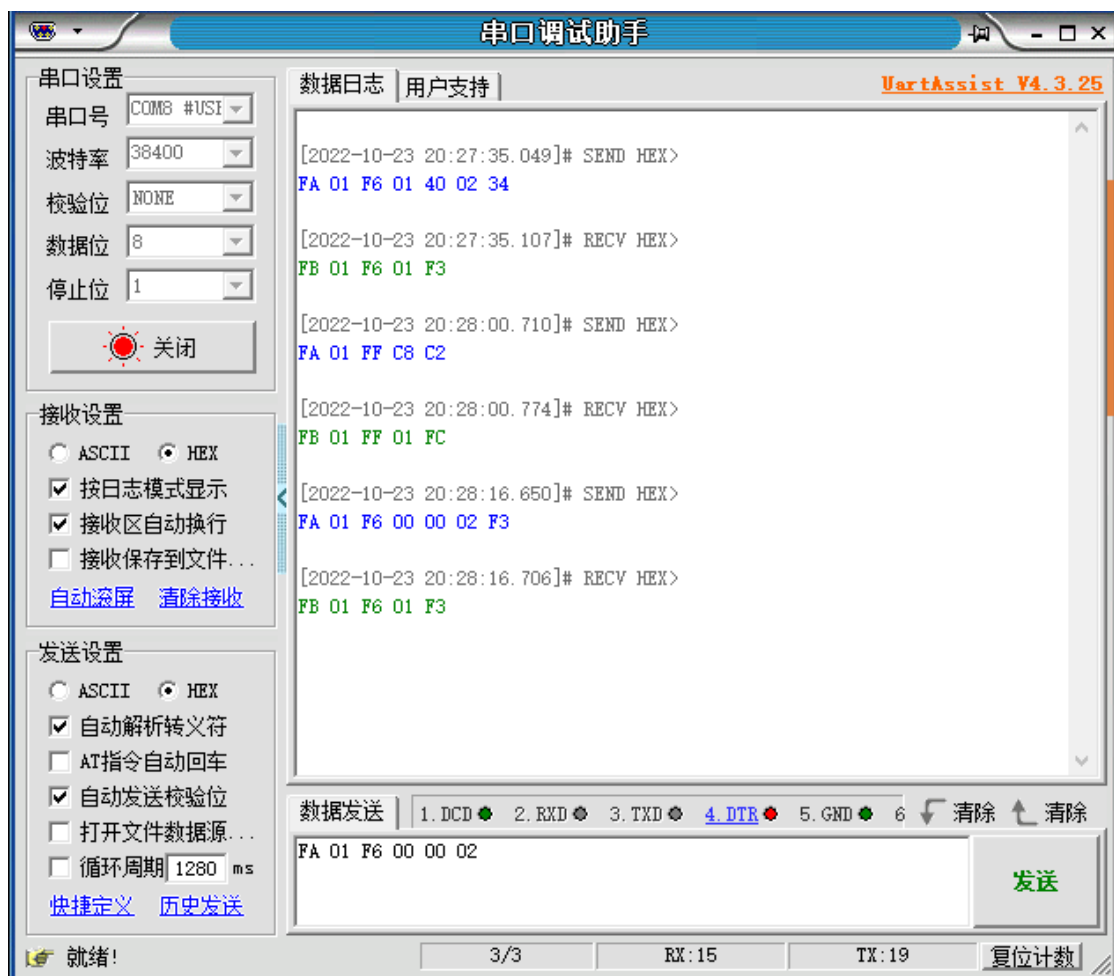 串口调试助手
串口设置
串口号 COM8 #USI
波特率 38400
校验位 NONE
数据位 8
停止位 1
关闭
接收设置
ASCII HEX
按日志模式显示
接收区自动换行
接收保存到文件...
自动滚屏 清除接收
发送设置
ASCII HEX
自动解析转义符
AT指令自动回车
自动发送校验位
打开文件数据源...
循环周期 1280 ms
快捷定义 历史发送
数据日志 用户支持 UartAssist V4.3.25
[2022-10-23 20:27:35.049]# SEND HEX>
FA 01 F6 01 40 02 34
[2022-10-23 20:27:35.107]# RECV HEX>
FB 01 F6 01 F3
[2022-10-23 20:28:00.710]# SEND HEX>
FA 01 FF C8 C2
[2022-10-23 20:28:00.774]# RECV HEX>
FB 01 FF 01 FC
[2022-10-23 20:28:16.650]# SEND HEX>
FA 01 F6 00 00 02 F3
[2022-10-23 20:28:16.706]# RECV HEX>
FB 01 F6 01 F3
数据发送 1.DCD 2.RXD 3.TXD 4.DTR 5.GND 6 清除 清除
FA 01 F6 00 00 02
发送
就绪! 3/3 RX:15 TX:19 复位计数